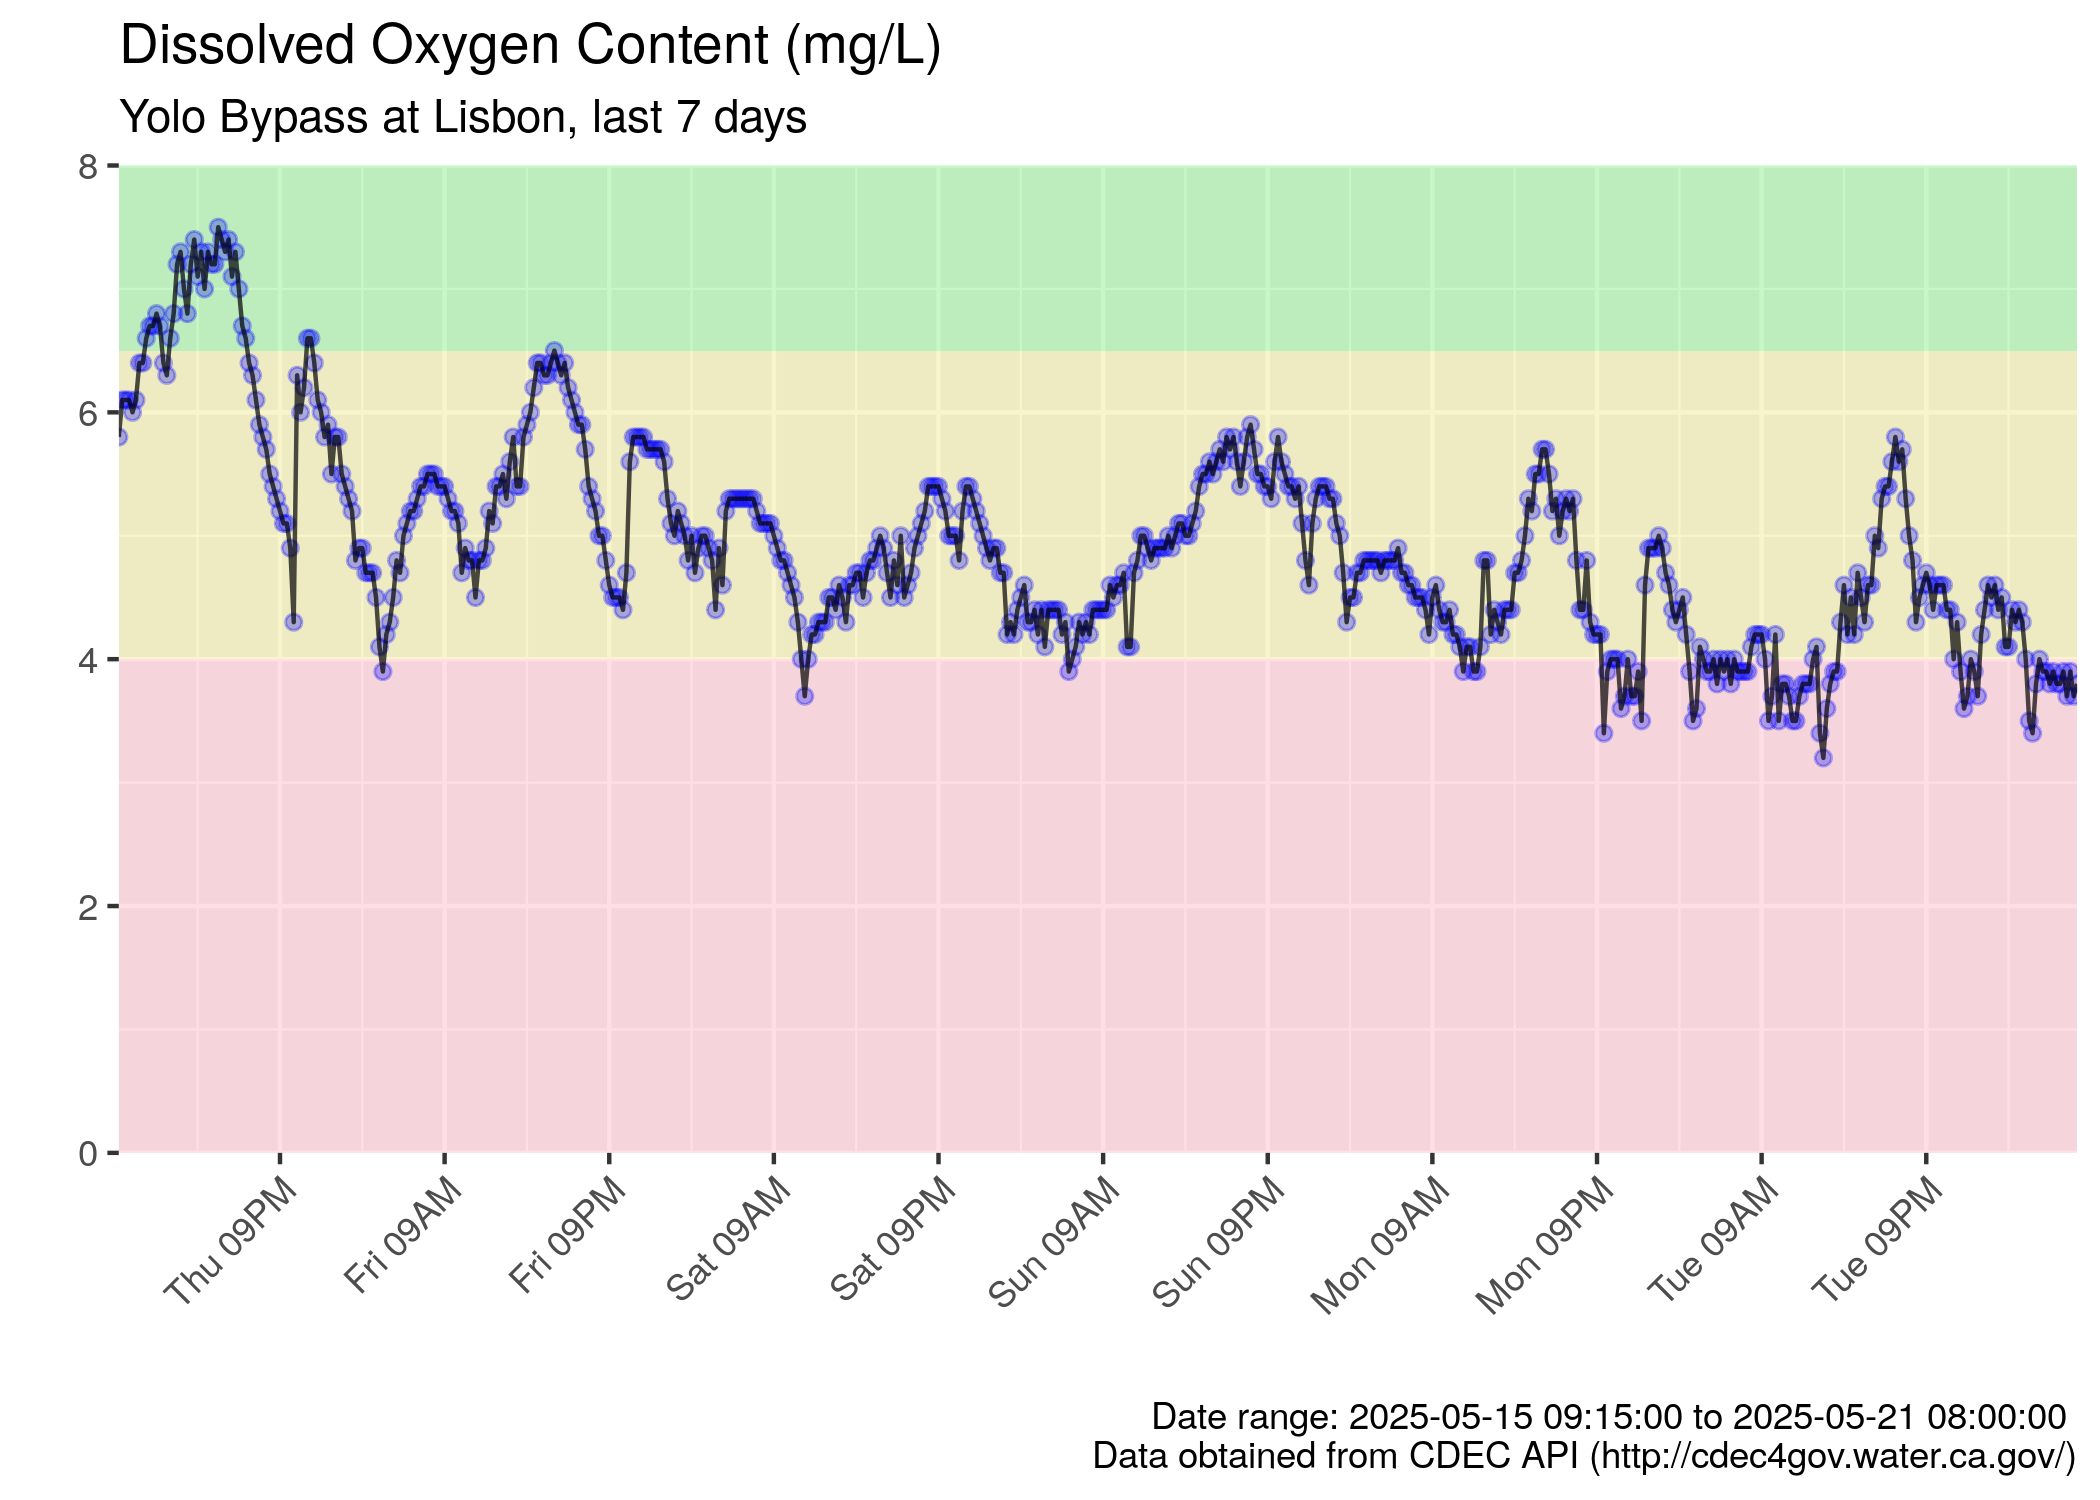 Dissolved Oxygen Content (mg/L)
Yolo Bypass at Lisbon, last 7 days
8
6
4
2
0
Thu 09PM
Fri 09AM
Fri 09PM
Sat 09AM
Sat 09PM
Sun 09AM
Sun 09PM
Mon 09AM
Mon 09PM
Tue 09AM
Tue 09PM
Date range: 2025-05-15 09:15:00 to 2025-05-21 08:00:00
Data obtained from CDEC API (http://cdec4gov.water.ca.gov/)